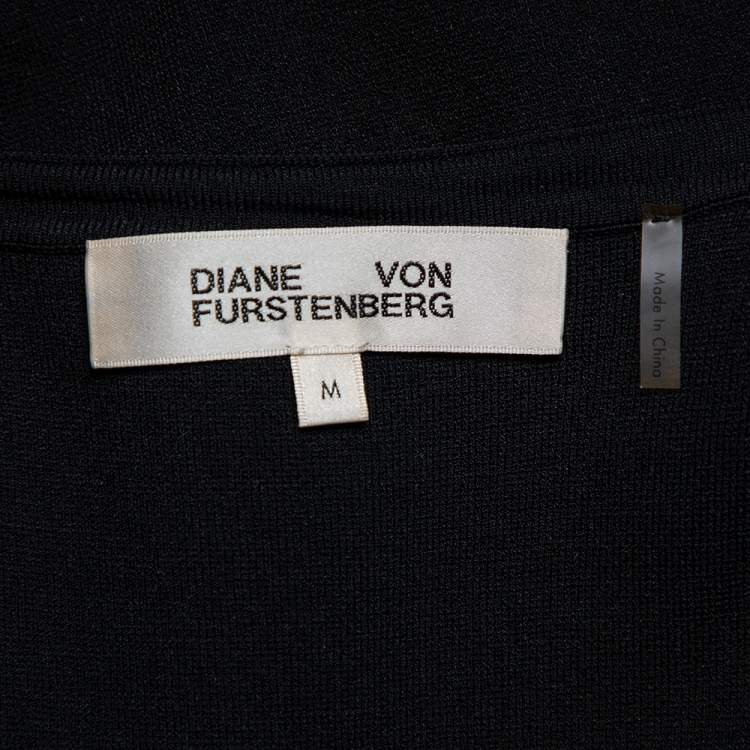 DIANE VON
FURSTENBERG
M
Made In China